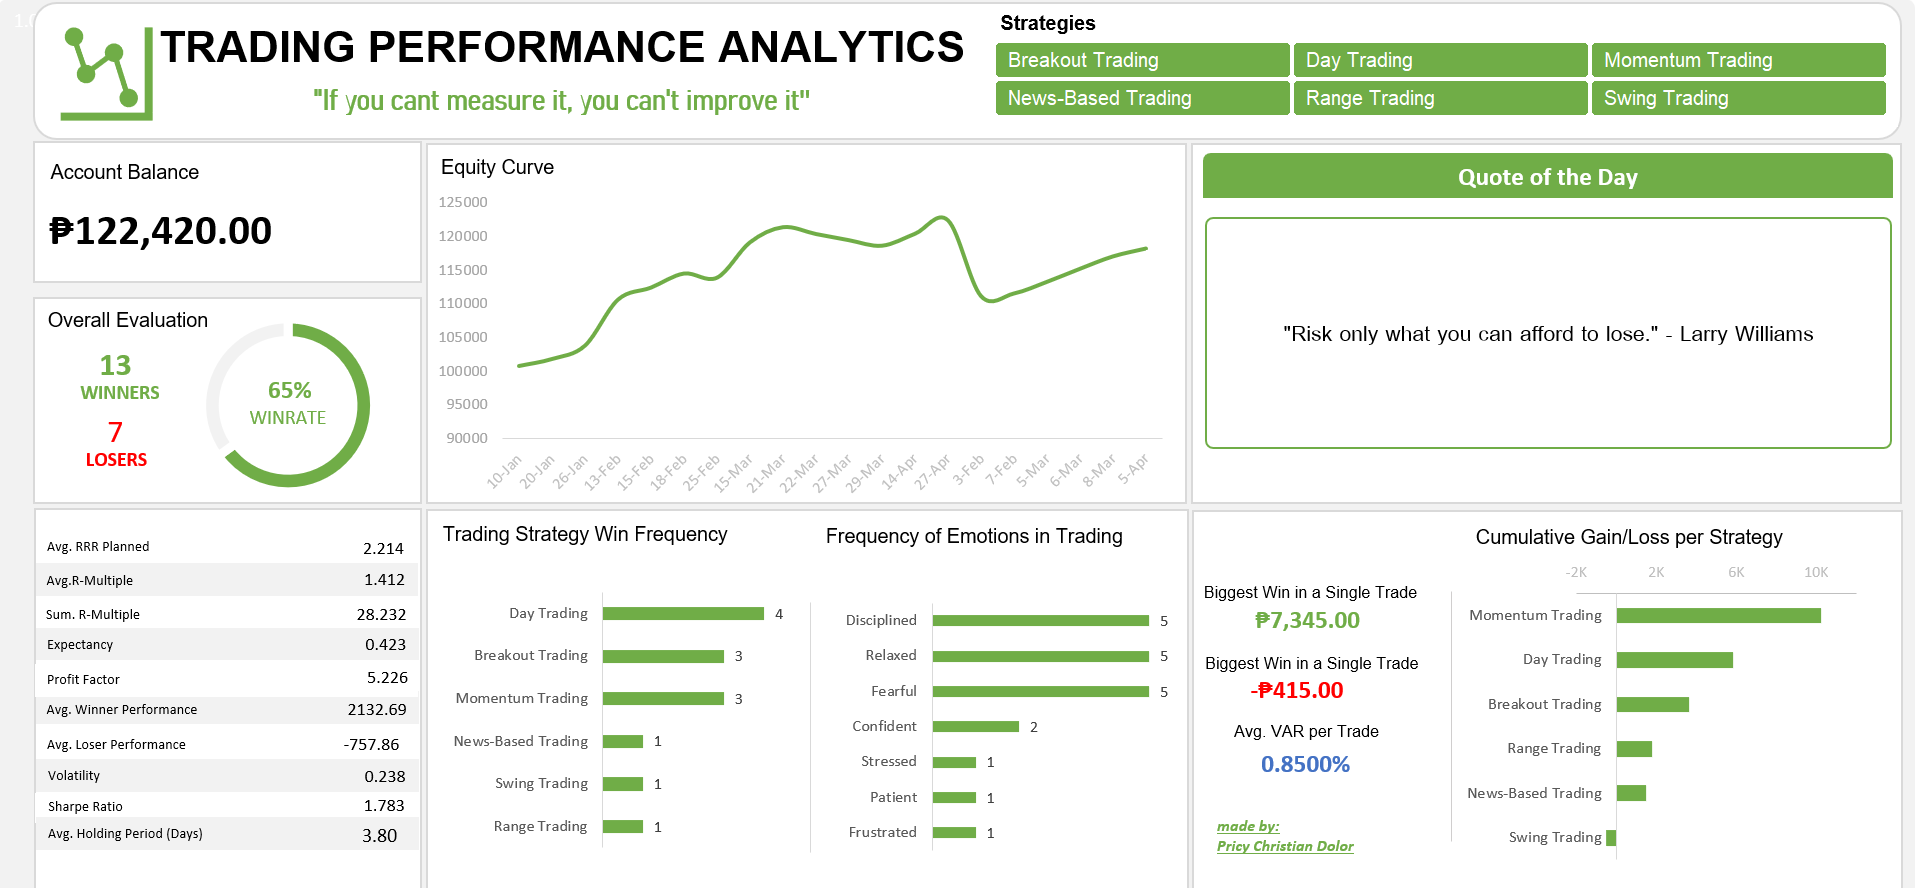 1.0
TRADING PERFORMANCE ANALYTICS
"If you cant measure it, you can't improve it"
Strategies
Breakout Trading
Day Trading
Momentum Trading
News-Based Trading
Range Trading
Swing Trading
Account Balance
₱122,420.00
Overall Evaluation
13
WINNERS
7
LOSERS
65%
WINRATE
Equity Curve
125000
120000
115000
110000
105000
100000
95000
90000
10-Jan
20-Jan
26-Jan
13-Feb
15-Feb
18-Feb
25-Feb
15-Mar
21-Mar
22-Mar
27-Mar
29-Mar
14-Apr
27-Apr
3-Feb
7-Feb
5-Mar
6-Mar
8-Mar
5-Apr
Quote of the Day
"Risk only what you can afford to lose." - Larry Williams
Avg. RRR Planned 2.214
Avg.R-Multiple 1.412
Sum. R-Multiple 28.232
Expectancy 0.423
Profit Factor 5.226
Avg. Winner Performance 2132.69
Avg. Loser Performance -757.86
Volatility 0.238
Sharpe Ratio 1.783
Avg. Holding Period (Days) 3.80
Trading Strategy Win Frequency
Day Trading 4
Breakout Trading 3
Momentum Trading 3
News-Based Trading 1
Swing Trading 1
Range Trading 1
Frequency of Emotions in Trading
Disciplined 5
Relaxed 5
Fearful 5
Confident 2
Stressed 1
Patient 1
Frustrated 1
Biggest Win in a Single Trade
₱7,345.00
Biggest Win in a Single Trade
-₱415.00
Avg. VAR per Trade
0.8500%
made by:
Pricy Christian Dolor
Cumulative Gain/Loss per Strategy
-2K 2K 6K 10K
Momentum Trading
Day Trading
Breakout Trading
Range Trading
News-Based Trading
Swing Trading